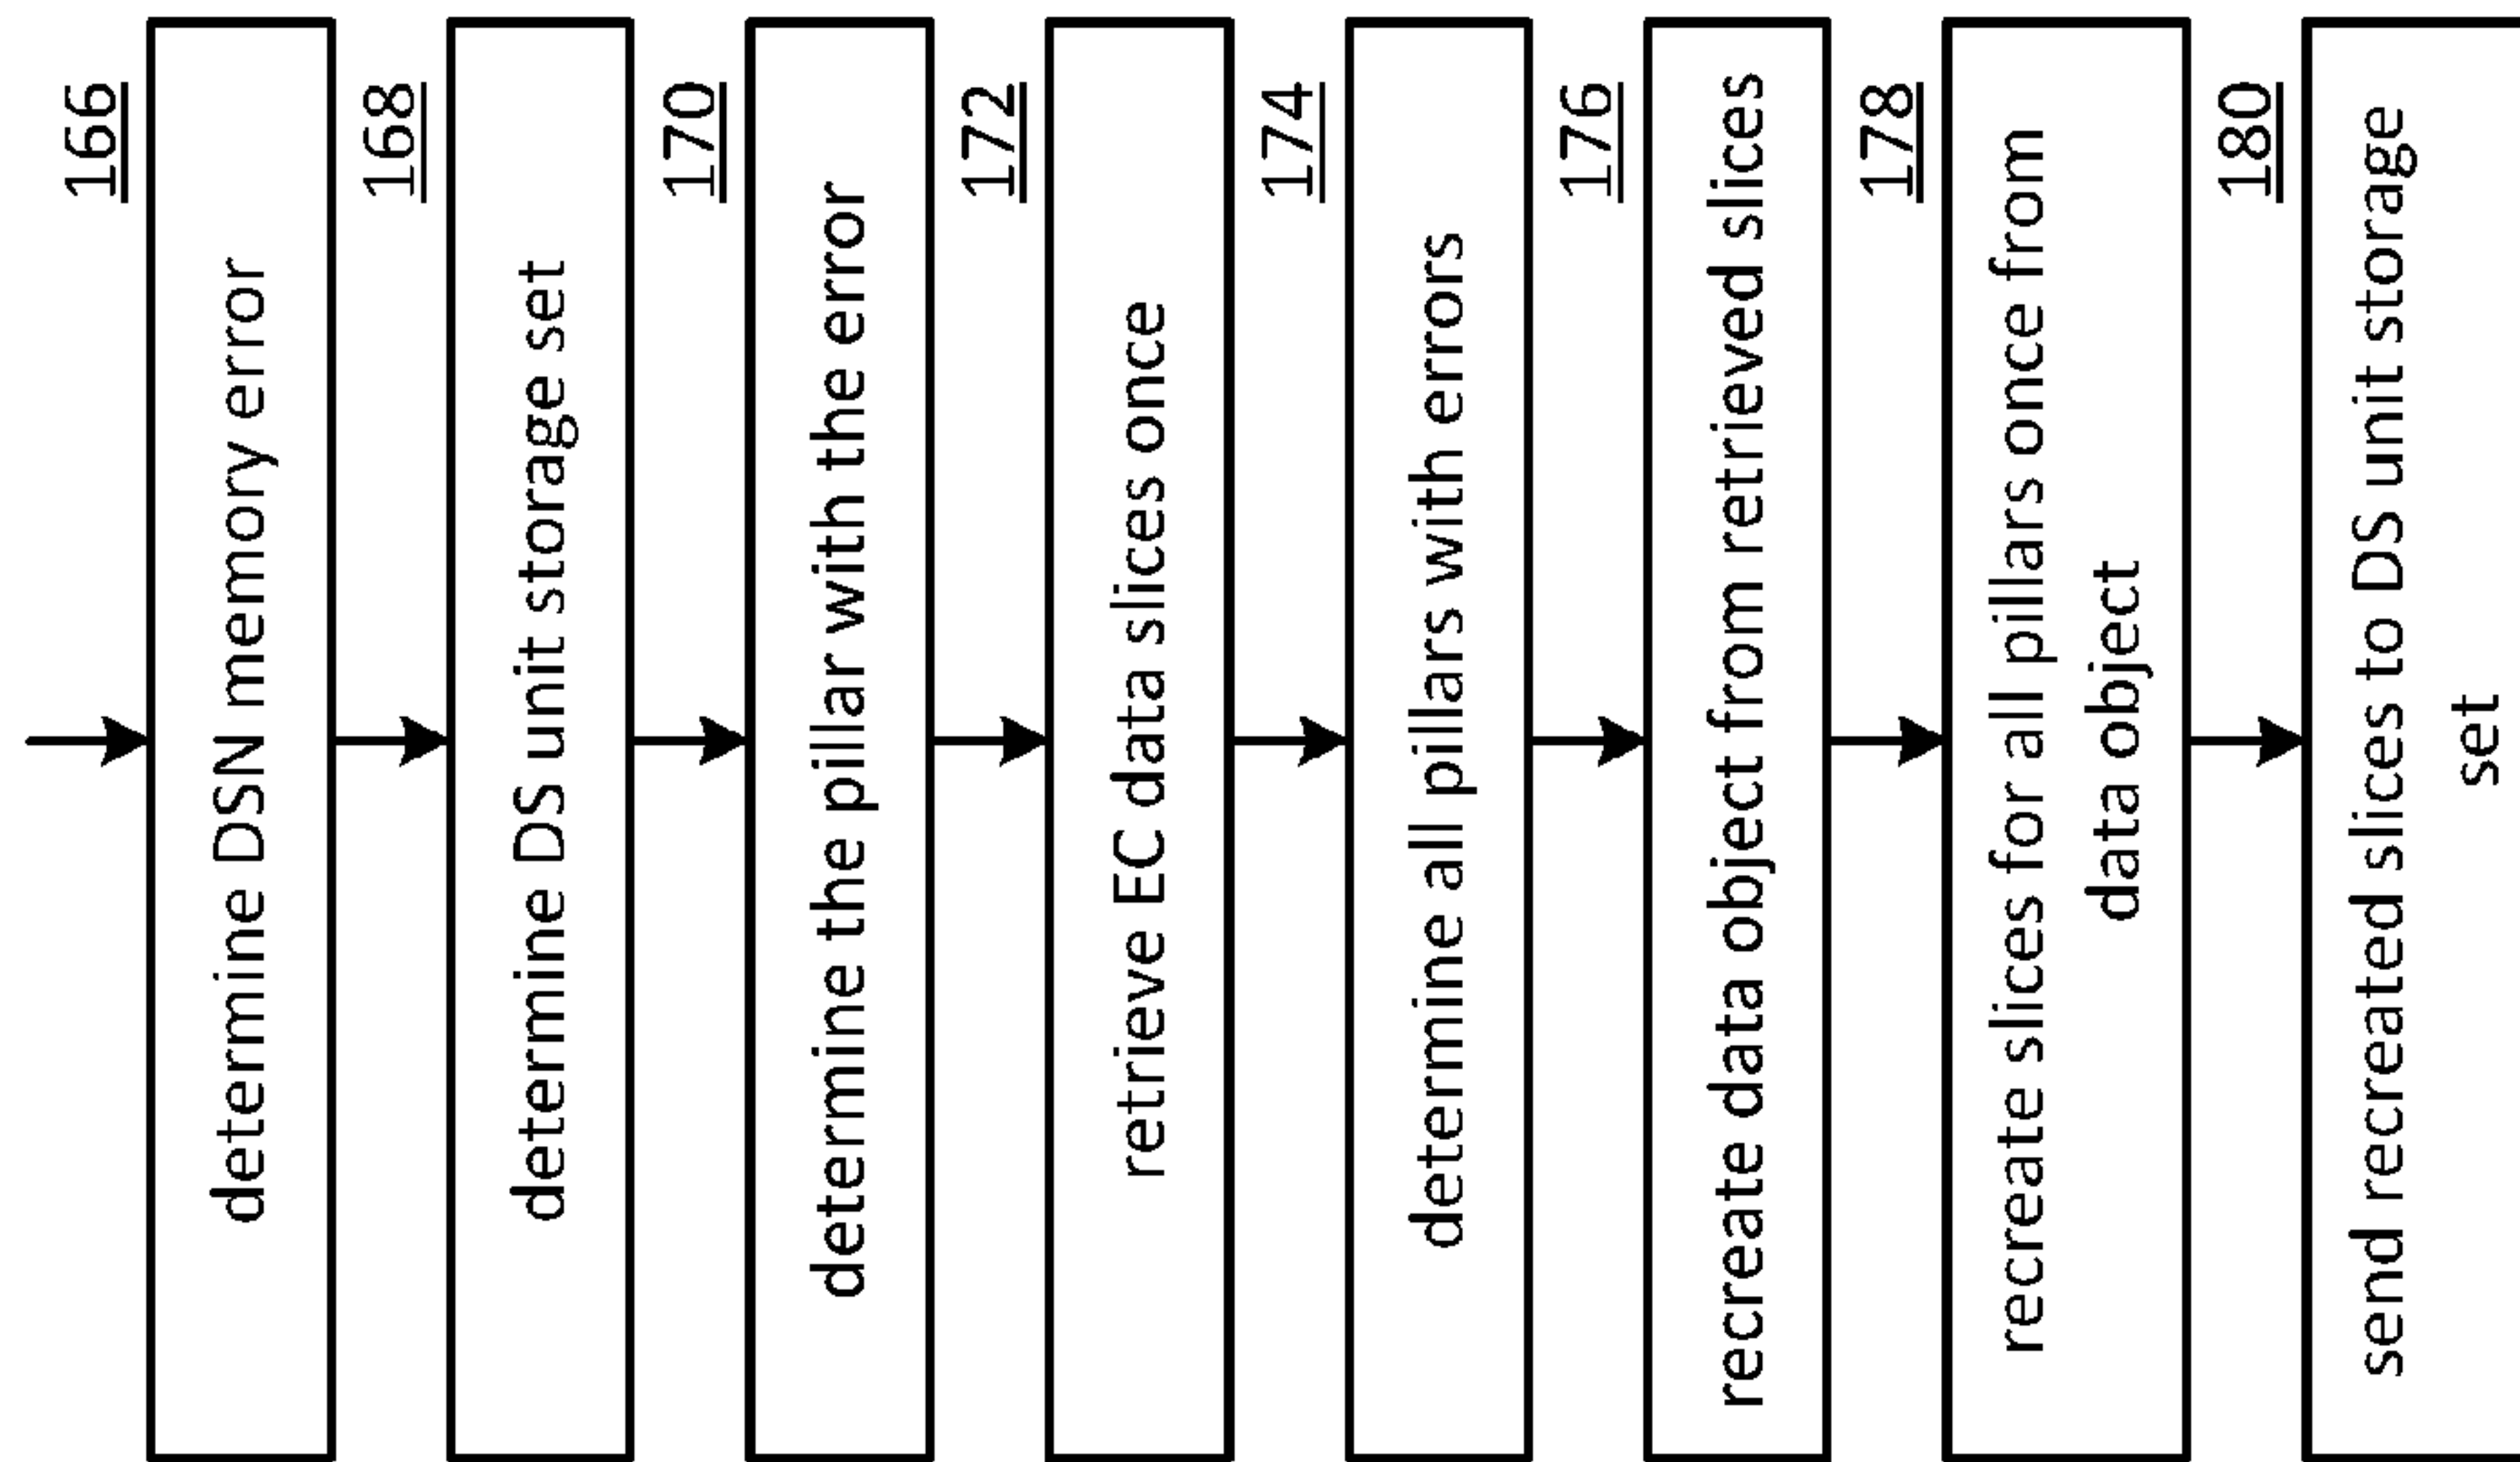 166
determine DSN memory error
168
determine DS unit storage set
170
determine the pillar with the error
172
retrieve EC data slices once
174
determine all pillars with errors
176
recreate data object from retrieved slices
178
recreate slices for all pillars once from
data object
180
send recreated slices to DS unit storage
set